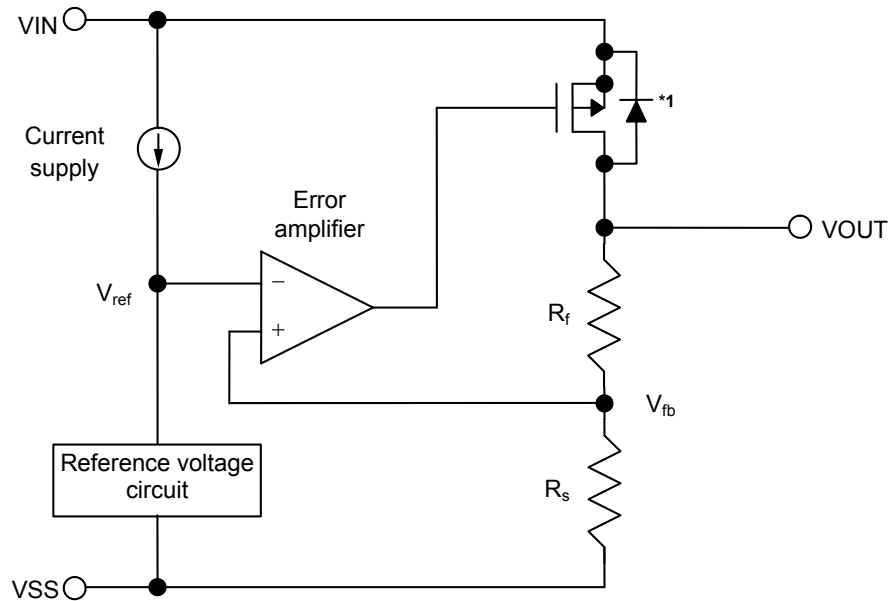 VIN
*1
Current
supply
Error
amplifier
VOUT
Vref
−
+
Rf
Vfb
Reference voltage
circuit
Rs
VSS